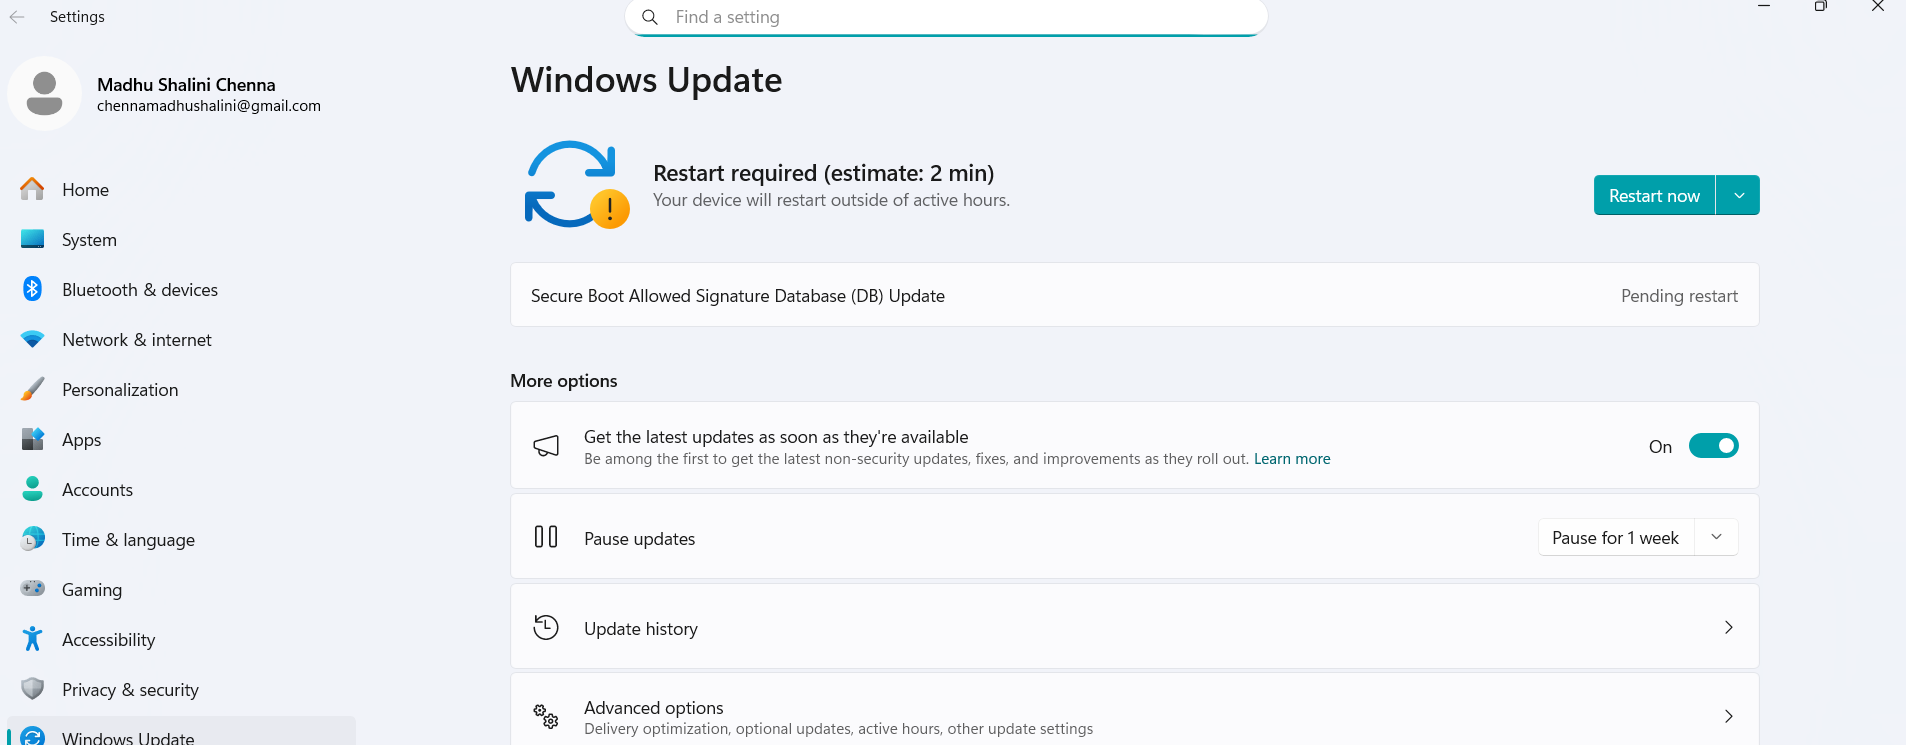 Settings
Find a setting
Madhu Shalini Chenna
chennamadhushalini@gmail.com
Home
System
Bluetooth & devices
Network & internet
Personalization
Apps
Accounts
Time & language
Gaming
Accessibility
Privacy & security
Windows Update
Windows Update
Restart required (estimate: 2 min)
Your device will restart outside of active hours.
Restart now
Secure Boot Allowed Signature Database (DB) Update
Pending restart
More options
Get the latest updates as soon as they're available
Be among the first to get the latest non-security updates, fixes, and improvements as they roll out. Learn more
On
Pause updates
Pause for 1 week
Update history
Advanced options
Delivery optimization, optional updates, active hours, other update settings